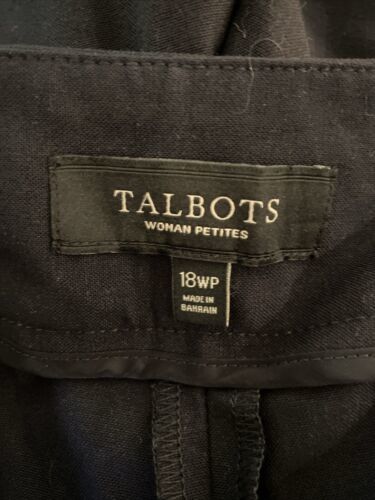 TALBOTS
WOMAN PETITES
18WP
MADE IN
BAHRAIN